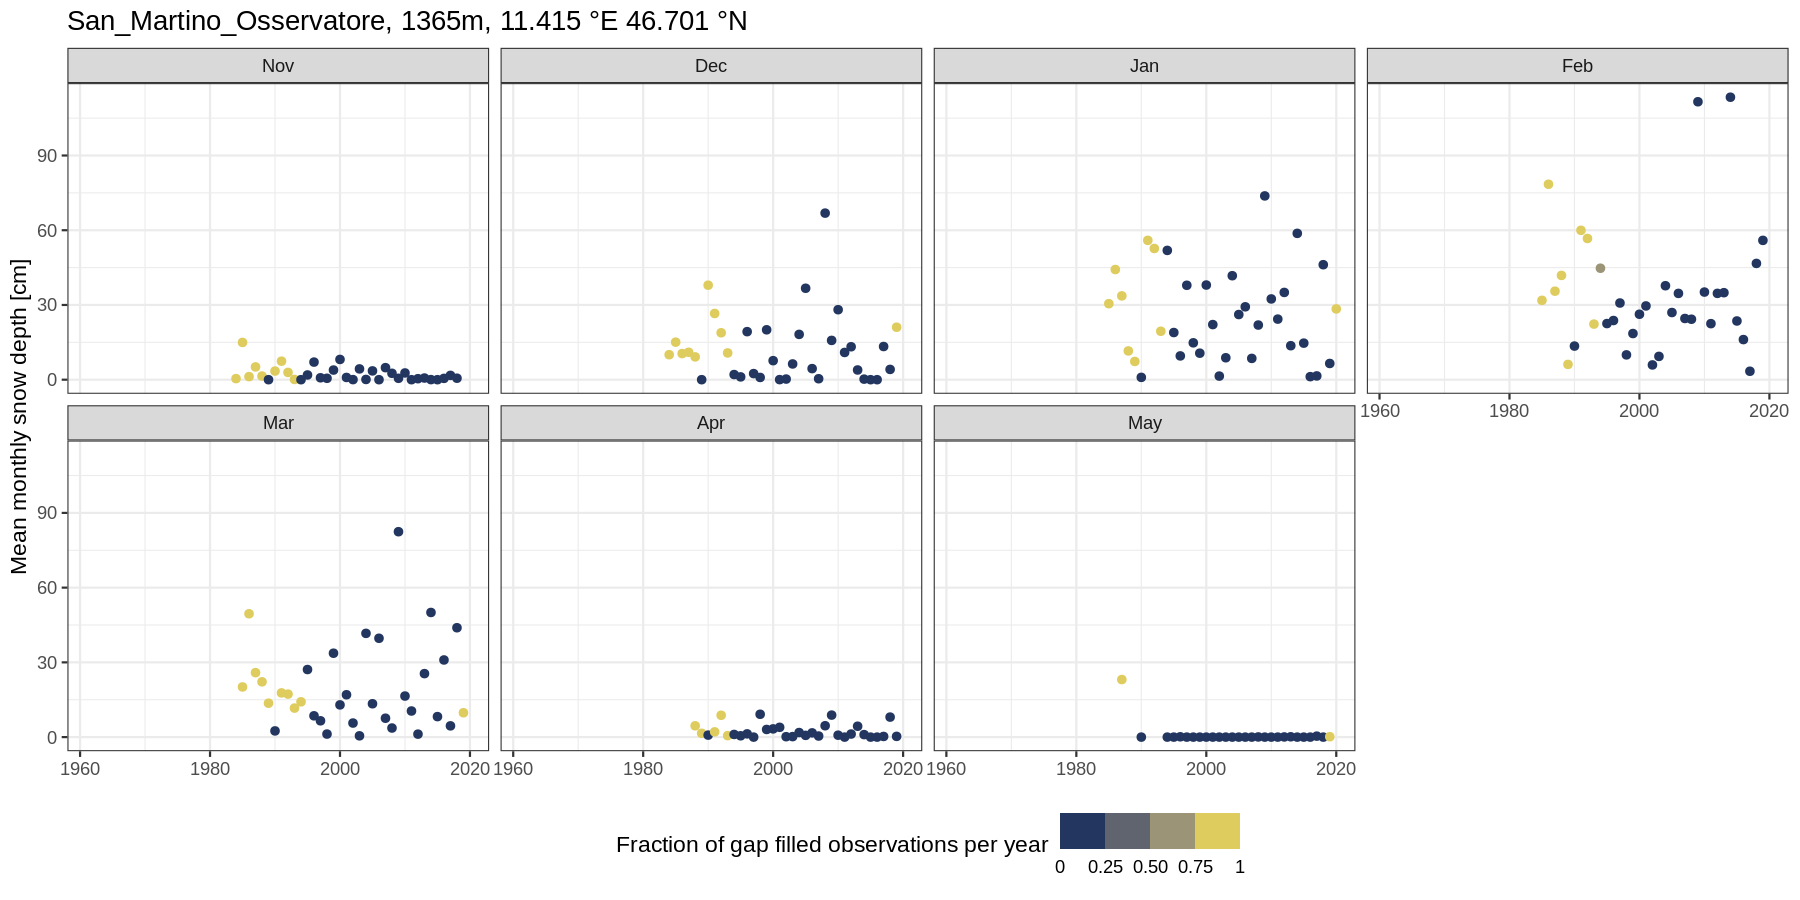 San_Martino_Osservatore, 1365m, 11.415 °E 46.701 °N
Nov Dec Jan Feb
90
60
30
0
1960 1980 2000 2020
Mar Apr May
90
60
30
0
1960 1980 2000 2020 1960 1980 2000 2020 1960 1980 2000 2020
Mean monthly snow depth [cm]
Fraction of gap filled observations per year
0 0.25 0.50 0.75 1